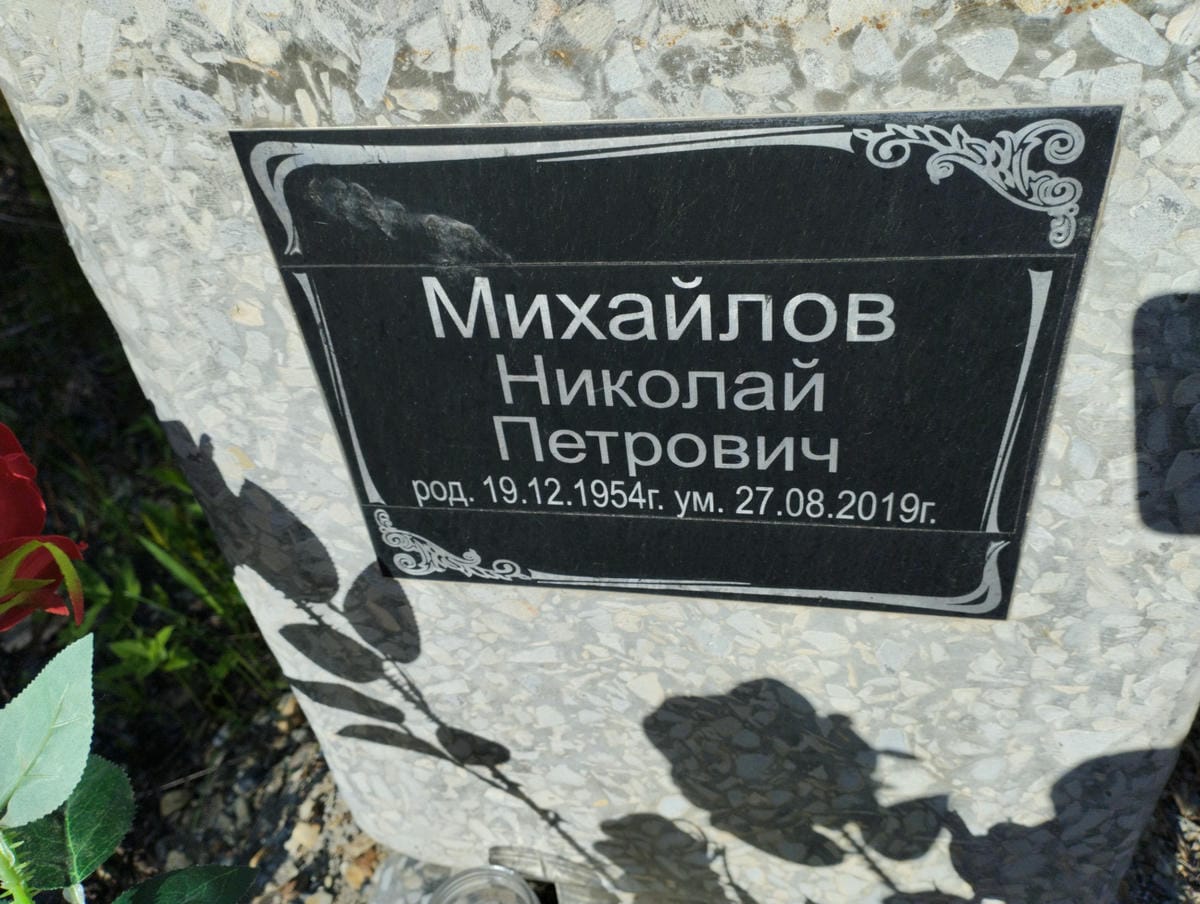 Михайлов
Николай
Петрович
род. 19.12.1954г. ум. 27.08.2019г.